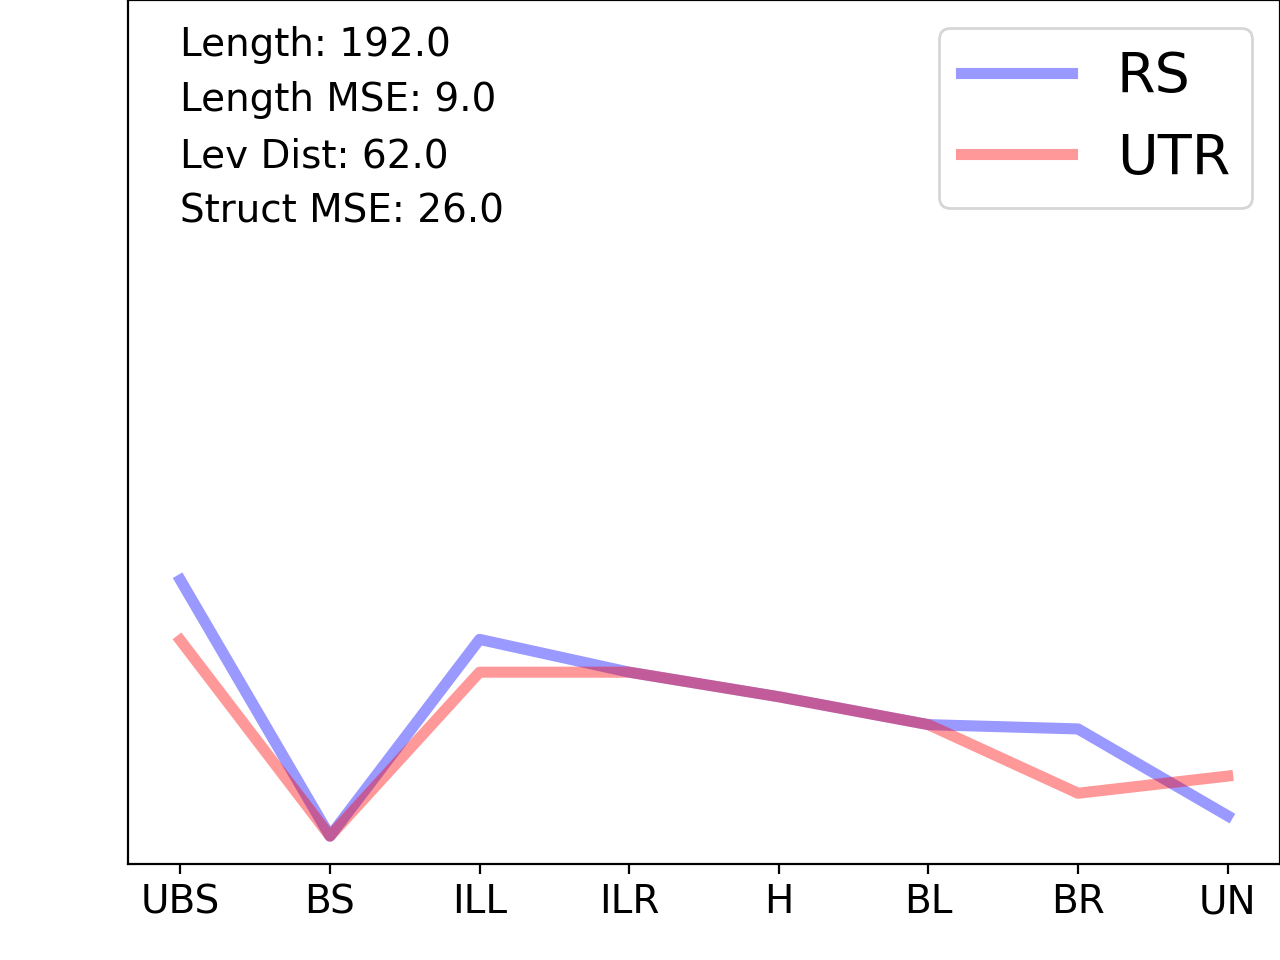 Length: 192.0
Length MSE: 9.0
Lev Dist: 62.0
Struct MSE: 26.0
RS
UTR
UBS BS ILL ILR H BL BR UN